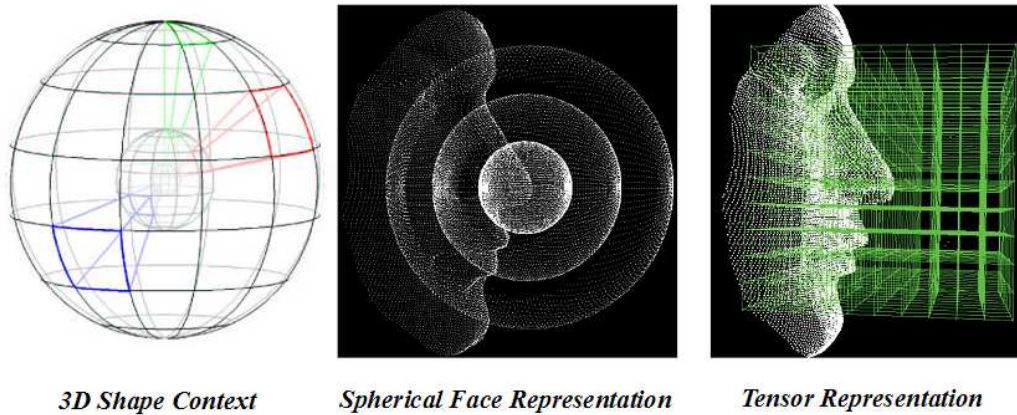 3D Shape Context
Spherical Face Representation
Tensor Representation